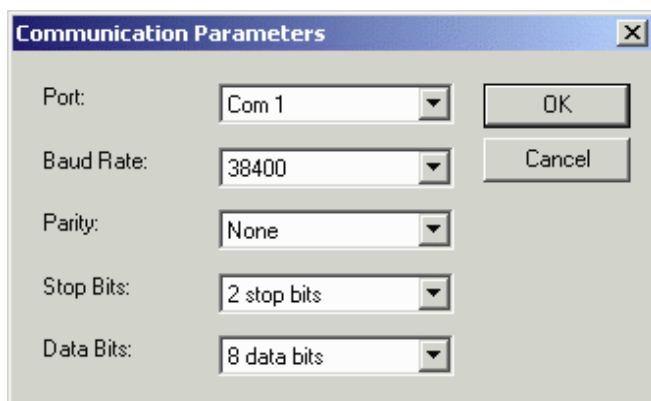 Communication Parameters
Port: Com 1 OK
Baud Rate: 38400 Cancel
Parity: None
Stop Bits: 2 stop bits
Data Bits: 8 data bits